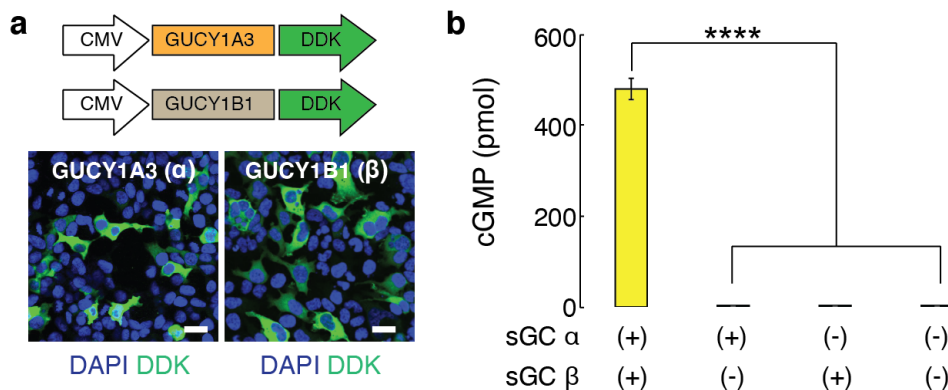 a
CMV GUCY1A3 DDK
CMV GUCY1B1 DDK
GUCY1A3 (α) GUCY1B1 (β)
DAPI DDK DAPI DDK
b
600
400
200
0
cGMP (pmol)
****
sGC α (+) (+) (-) (-)
sGC β (+) (-) (+) (-)